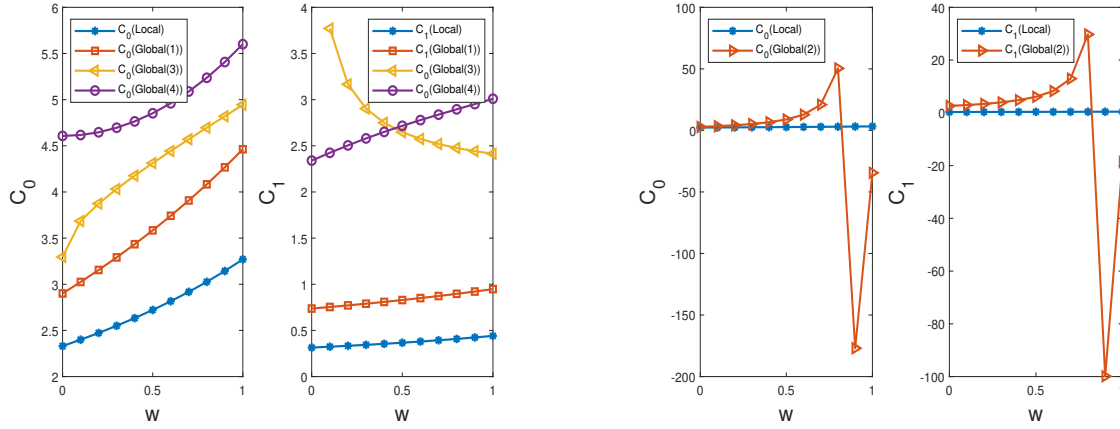 C0(Local)
C0(Global(1))
C0(Global(3))
C0(Global(4))
6
5.5
5
4.5
4
3.5
3
2.5
2
C0
0
0.5
1
w
C1(Local)
C1(Global(1))
C0(Global(3))
C0(Global(4))
4
3.5
3
2.5
2
1.5
1
0.5
0
C1
0
0.5
1
w
C0(Local)
C0(Global(2))
100
50
0
-50
-100
-150
-200
C0
0
0.5
1
w
C1(Local)
C1(Global(2))
40
20
0
-20
-40
-60
-80
-100
C1
0
0.5
1
w